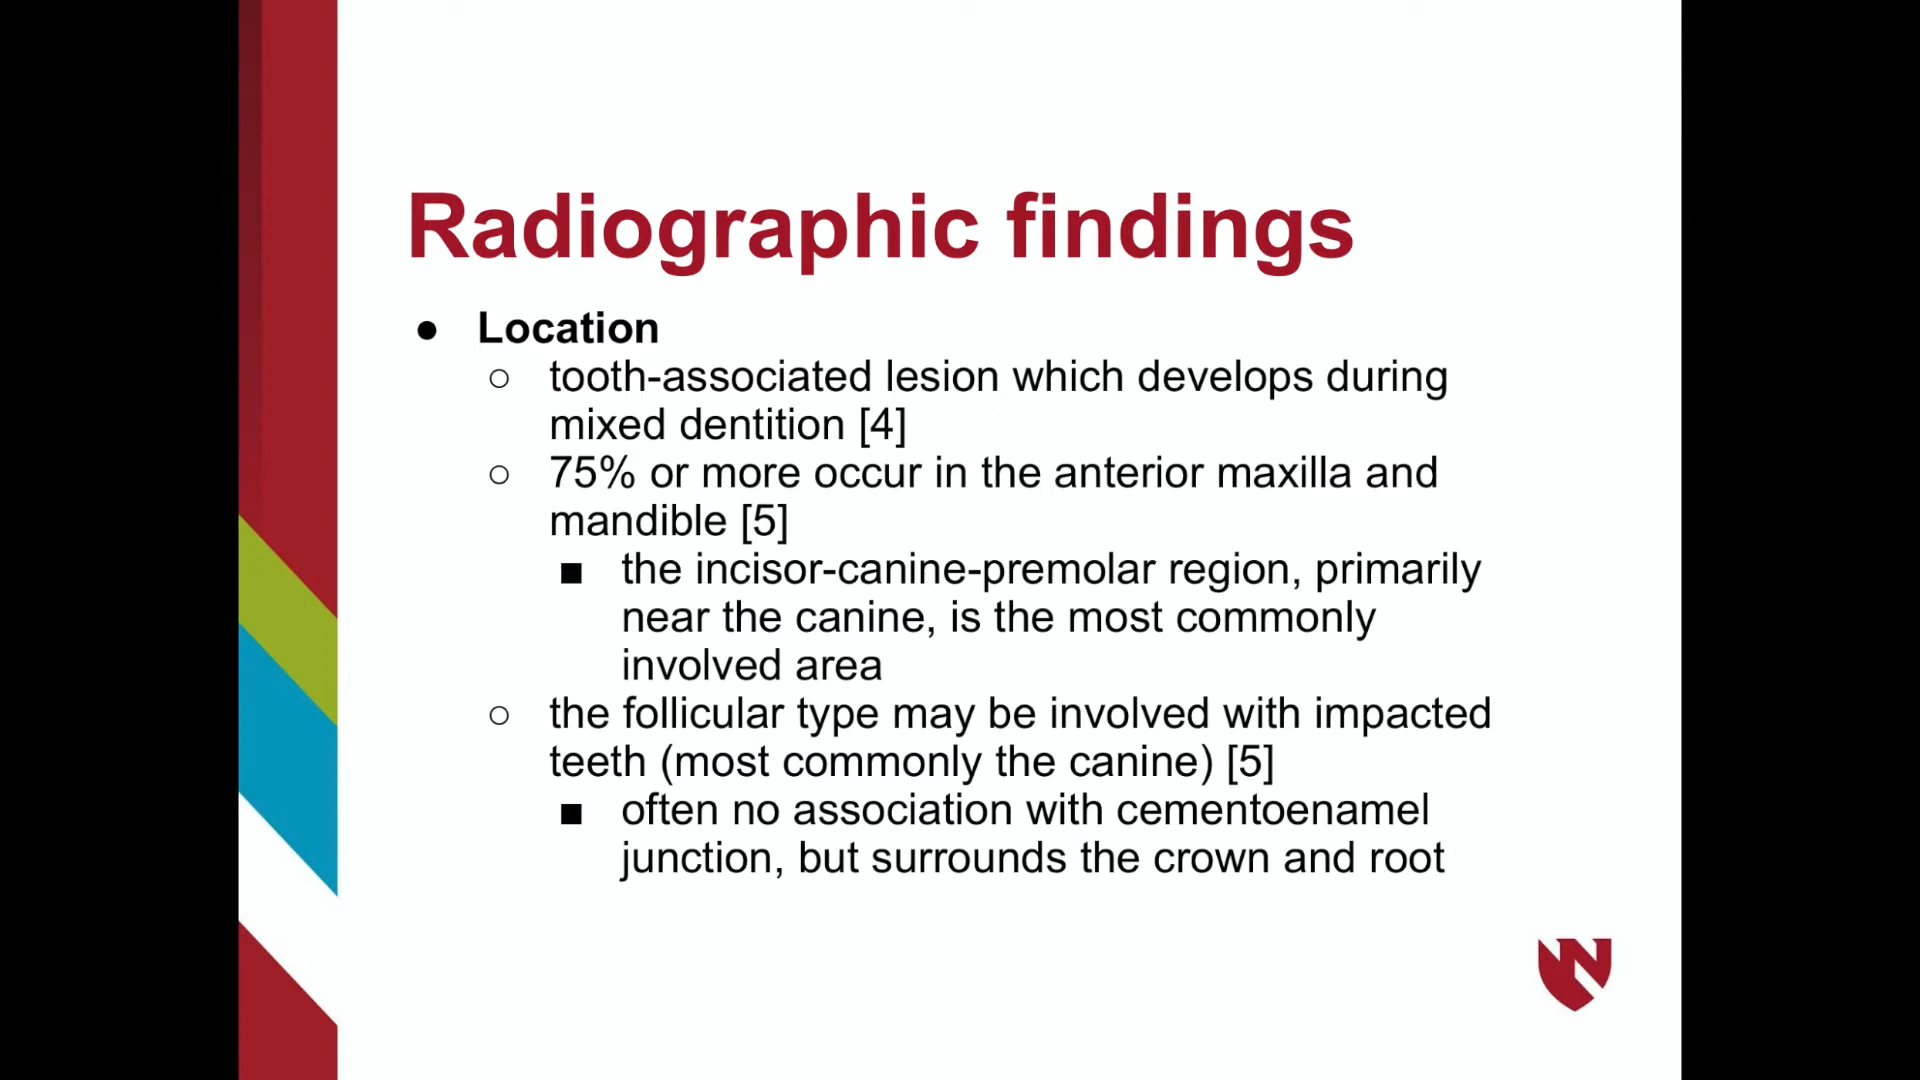 Radiographic findings
● Location
○ tooth-associated lesion which develops during
mixed dentition [4]
○ 75% or more occur in the anterior maxilla and
mandible [5]
■ the incisor-canine-premolar region, primarily
near the canine, is the most commonly
involved area
○ the follicular type may be involved with impacted
teeth (most commonly the canine) [5]
■ often no association with cementoenamel
junction, but surrounds the crown and root
N